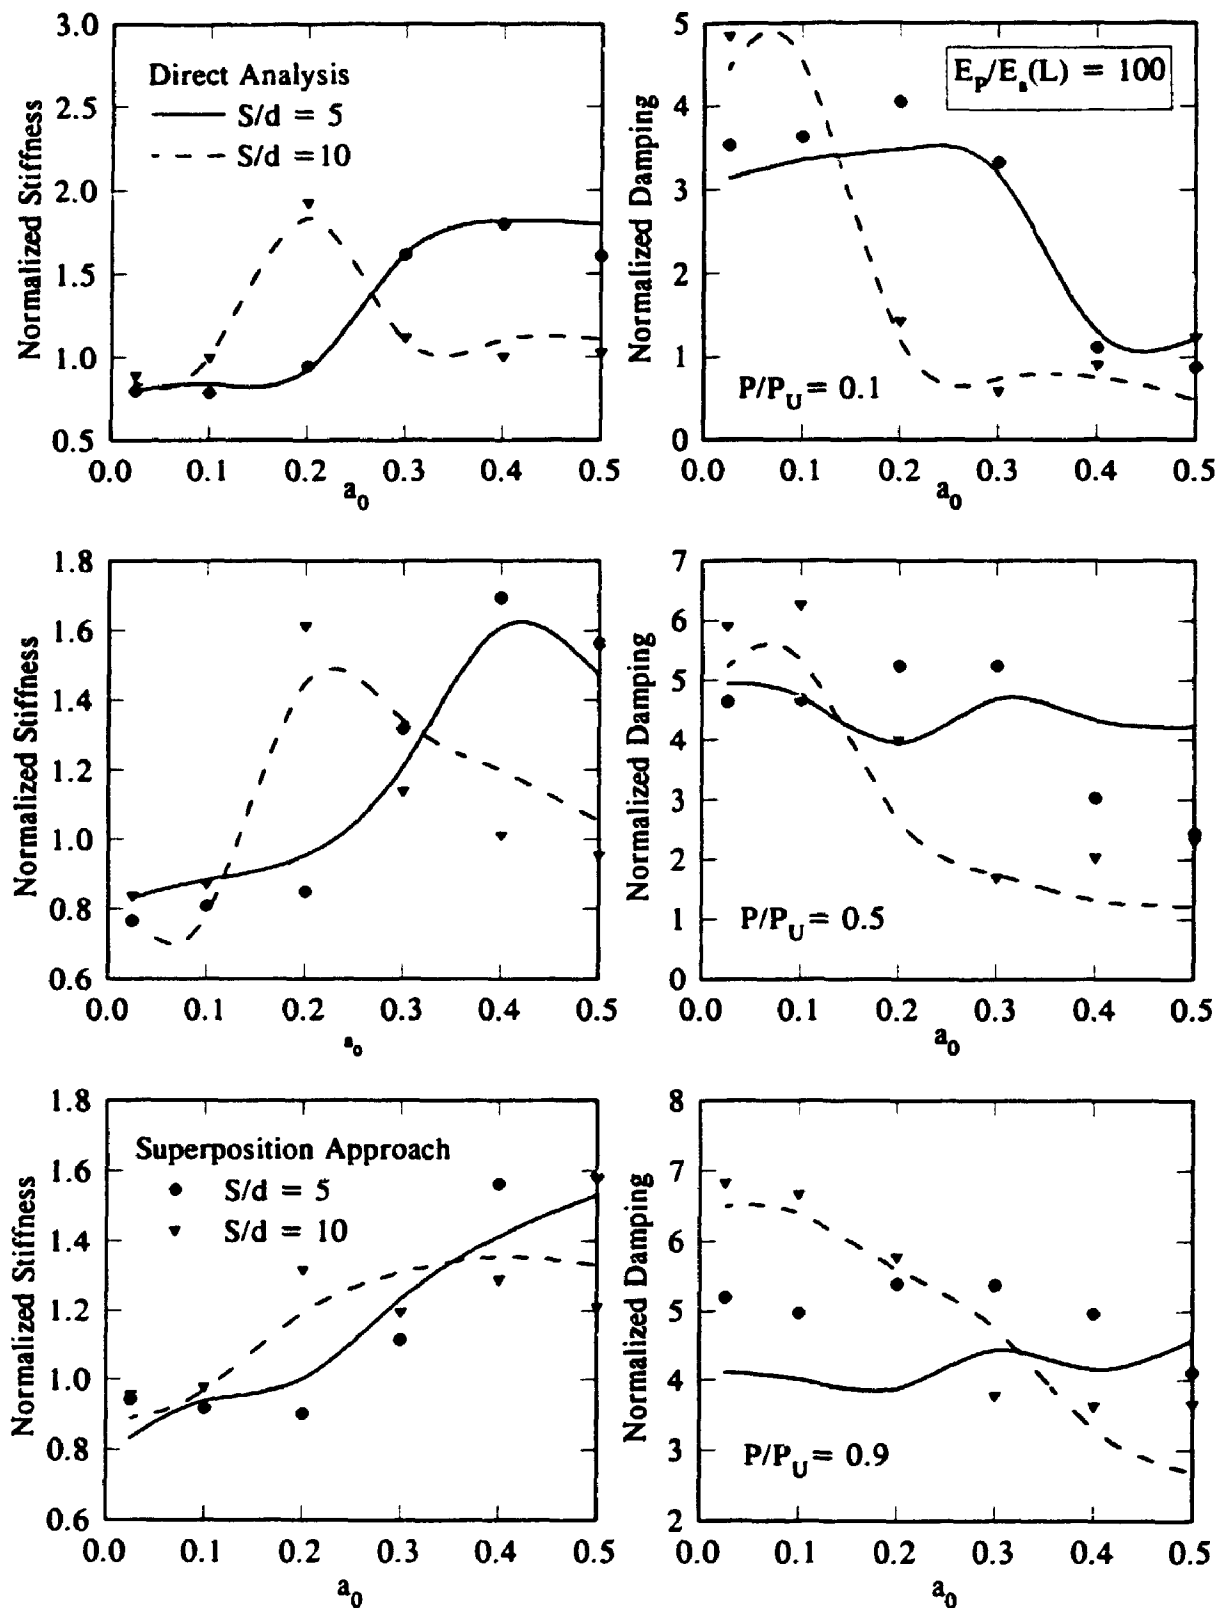 Normalized Stiffness
3.0
2.5
2.0
1.5
1.0
0.5
Direct Analysis
S/d = 5
S/d =10
0.0 0.1 0.2 0.3 0.4 0.5
a0
Normalized Damping
5
4
3
2
1
0
Ep/Es(L) = 100
P/PU = 0.1
0.0 0.1 0.2 0.3 0.4 0.5
a0
Normalized Stiffness
1.8
1.6
1.4
1.2
1.0
0.8
0.6
0.0 0.1 0.2 0.3 0.4 0.5
a0
Normalized Damping
7
6
5
4
3
2
1
0
P/PU = 0.5
0.0 0.1 0.2 0.3 0.4 0.5
a0
Normalized Stiffness
1.8
1.6
1.4
1.2
1.0
0.8
0.6
Superposition Approach
S/d = 5
S/d = 10
0.0 0.1 0.2 0.3 0.4 0.5
a0
Normalized Damping
8
7
6
5
4
3
2
P/PU = 0.9
0.0 0.1 0.2 0.3 0.4 0.5
a0